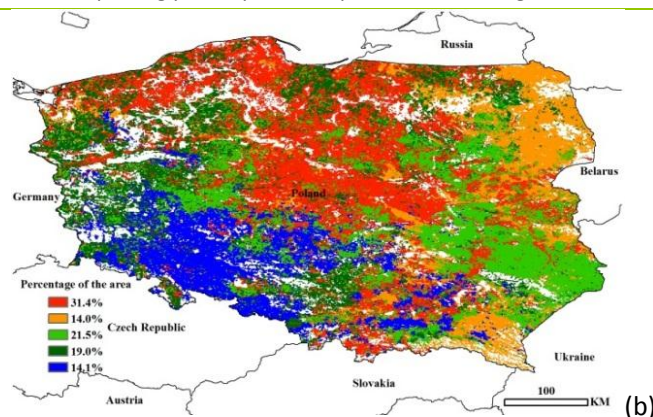 Russia
Belarus
Germany
Poland
Percentage of the area
31.4%
14.0%
21.5%
19.0%
14.1%
Czech Republic
Ukraine
Slovakia
Austria
100
KM
(b)